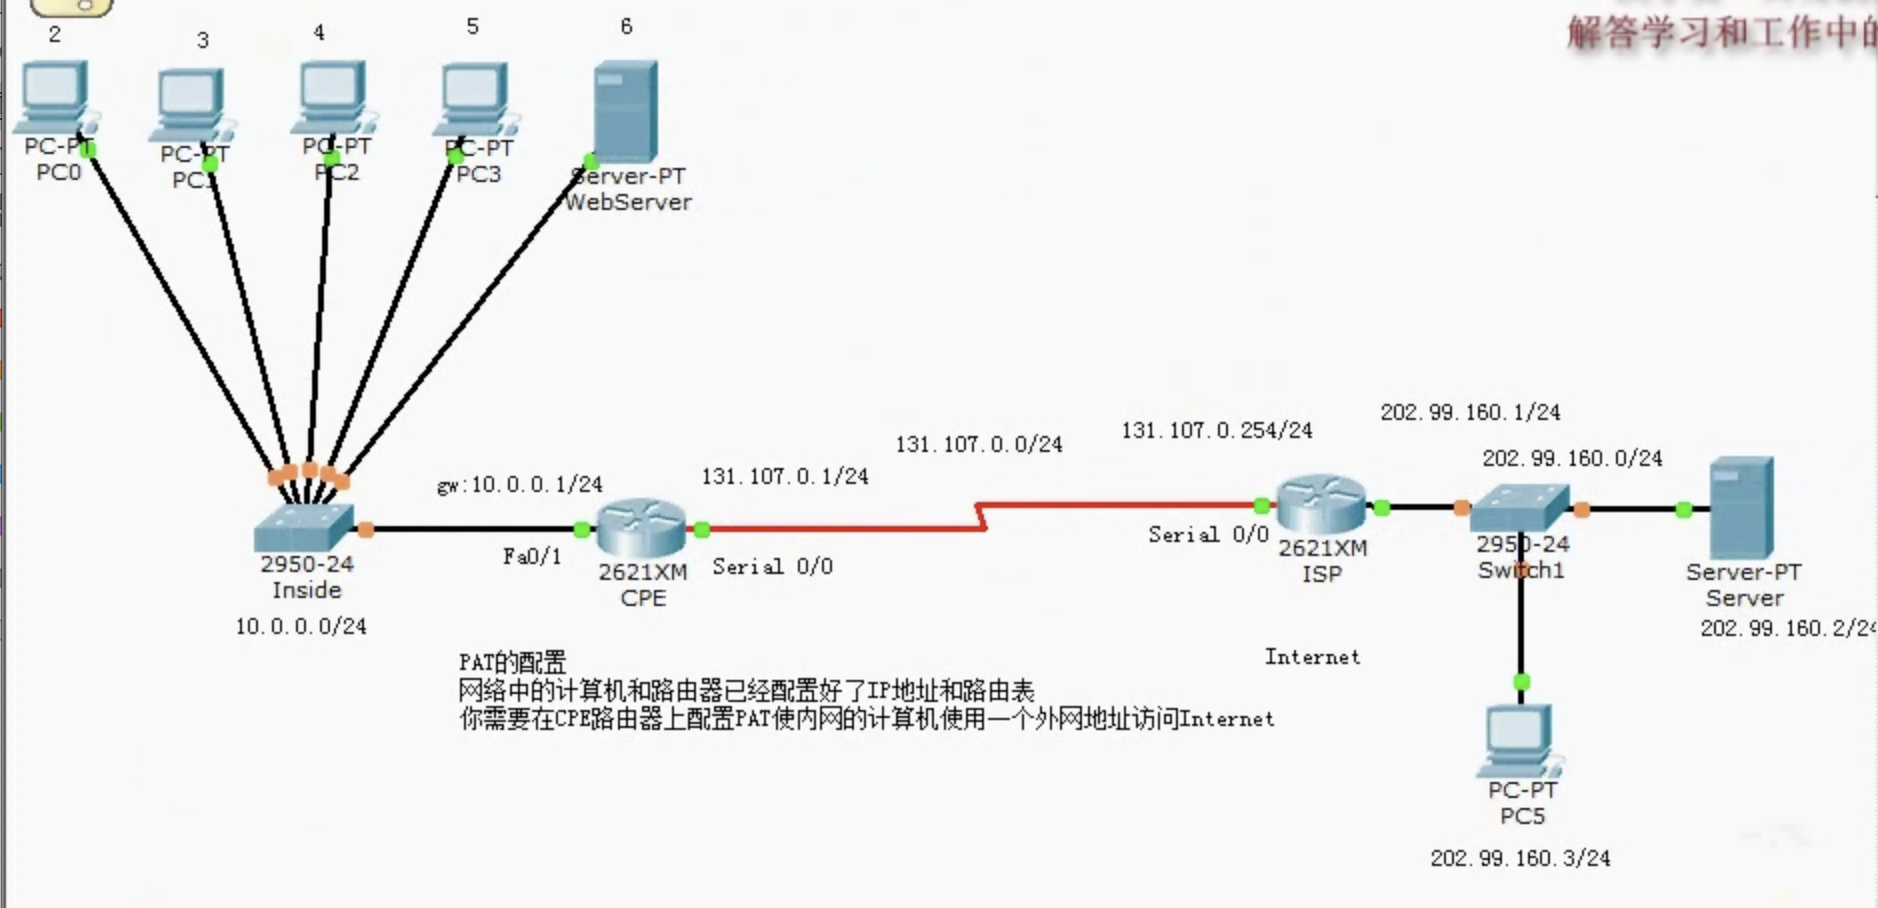 解答学习和工作中的
2
3
4
5
6
PC-PT
PC0
PC-PT
PC1
PC-PT
PC2
PC-PT
PC3
Server-PT
WebServer
202.99.160.1/24
131.107.0.254/24
131.107.0.0/24
202.99.160.0/24
131.107.0.1/24
gw:10.0.0.1/24
Serial 0/0
Fa0/1
Serial 0/0
2950-24
Inside
2621XM
CPE
2621XM
ISP
2950-24
Switch1
Server-PT
Server
10.0.0.0/24
202.99.160.2/24
Internet
PAT的配置
网络中的计算机和路由器已经配置好了IP地址和路由表
你需要在CPE路由器上配置PAT使内网的计算机使用一个外网地址访问Internet
PC-PT
PC5
202.99.160.3/24